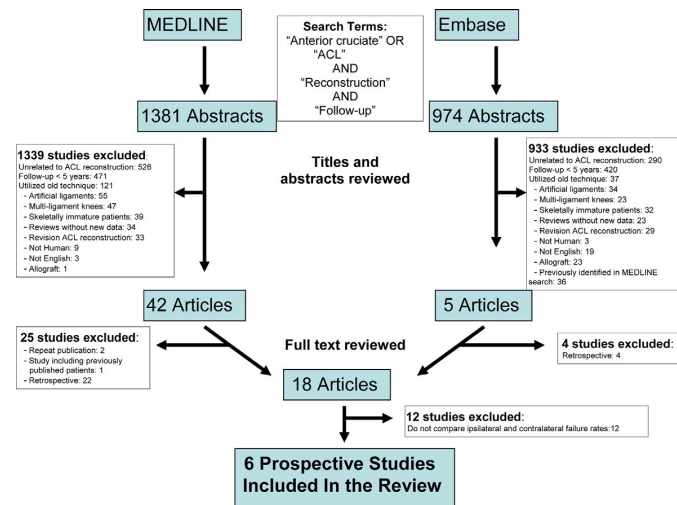 MEDLINE
Search Terms:
“Anterior cruciate” OR
“ACL”
AND
“Reconstruction”
AND
“Follow-up”
Embase
1381 Abstracts
974 Abstracts
1339 studies excluded:
Unrelated to ACL reconstruction: 526
Follow-up < 5 years: 471
Utilized old technique: 121
- Artificial ligaments: 55
- Multi-ligament knees: 47
- Skeletally immature patients: 39
- Reviews without new data: 34
- Revision ACL reconstruction: 33
- Not Human: 9
- Not English: 3
- Allograft: 1
Titles and
abstracts reviewed
933 studies excluded:
Unrelated to ACL reconstruction: 290
Follow-up < 5 years: 420
Utilized old technique: 37
- Artificial ligaments: 34
- Multi-ligament knees: 23
- Skeletally immature patients: 32
- Reviews without new data: 23
- Revision ACL reconstruction: 29
- Not Human: 3
- Not English: 19
- Allograft: 23
- Previously identified in MEDLINE
search: 36
42 Articles
5 Articles
25 studies excluded:
- Repeat publication: 2
- Study including previously
published patients: 1
- Retrospective: 22
Full text reviewed
4 studies excluded:
Retrospective: 4
18 Articles
12 studies excluded:
Do not compare ipsilateral and contralateral failure rates:12
6 Prospective Studies
Included In the Review